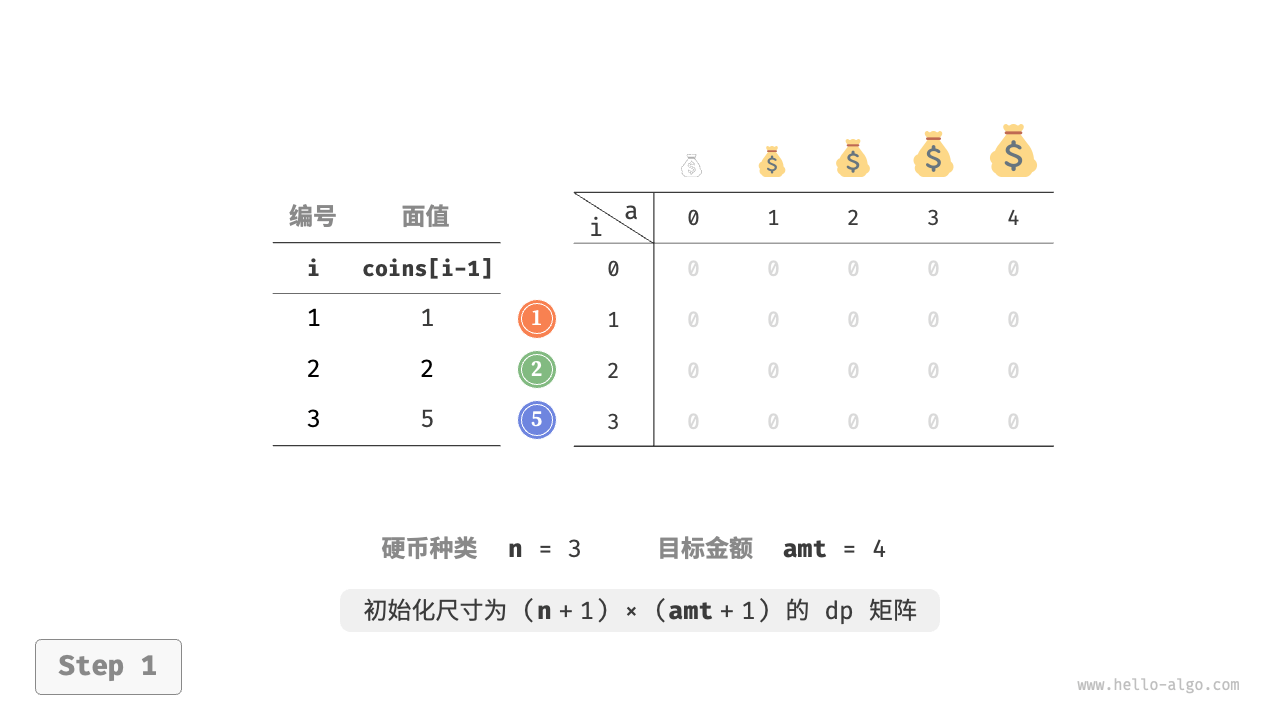 编号 面值
i coins[i-1]
1 1 1
2 2 2
3 5 5
$ $ $ $ $
i a 0 1 2 3 4
0 0 0 0 0 0
1 0 0 0 0 0
2 0 0 0 0 0
3 0 0 0 0 0
硬币种类 n = 3 目标金额 amt = 4
初始化尺寸为 (n + 1) × (amt + 1) 的 dp 矩阵
Step 1
www.hello-algo.com